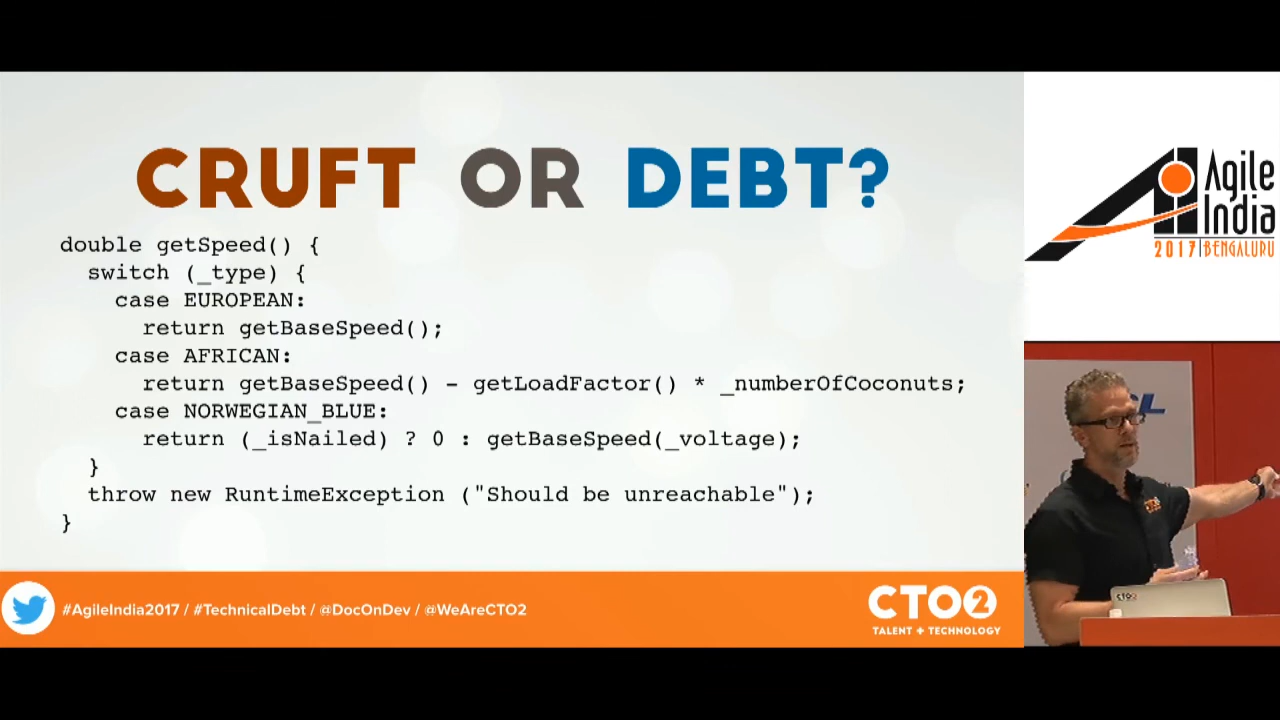 CRUFT OR DEBT?
double getSpeed() {
  switch (_type) {
    case EUROPEAN:
      return getBaseSpeed();
    case AFRICAN:
      return getBaseSpeed() - getLoadFactor() * _numberOfCoconuts;
    case NORWEGIAN_BLUE:
      return (_isNailed) ? 0 : getBaseSpeed(_voltage);
  }
  throw new RuntimeException ("Should be unreachable");
}
#AgileIndia2017 / #TechnicalDebt / @DocOnDev / @WeAreCTO2
CTO2
TALENT + TECHNOLOGY
Agile
India
2017 | BENGALURU
CTO2